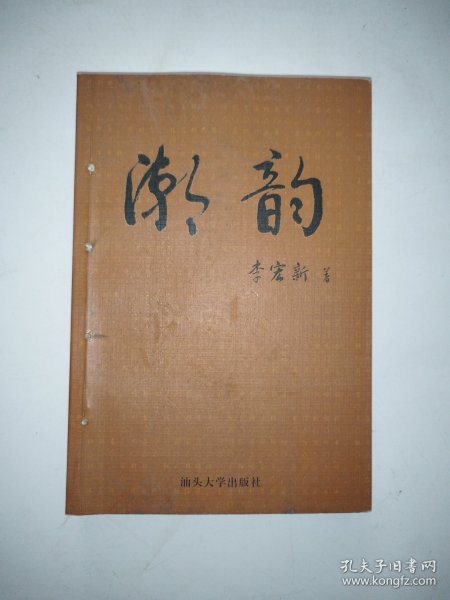 潮韵
李宏新 著
汕头大学出版社
孔夫子旧书网
www.kongfz.com